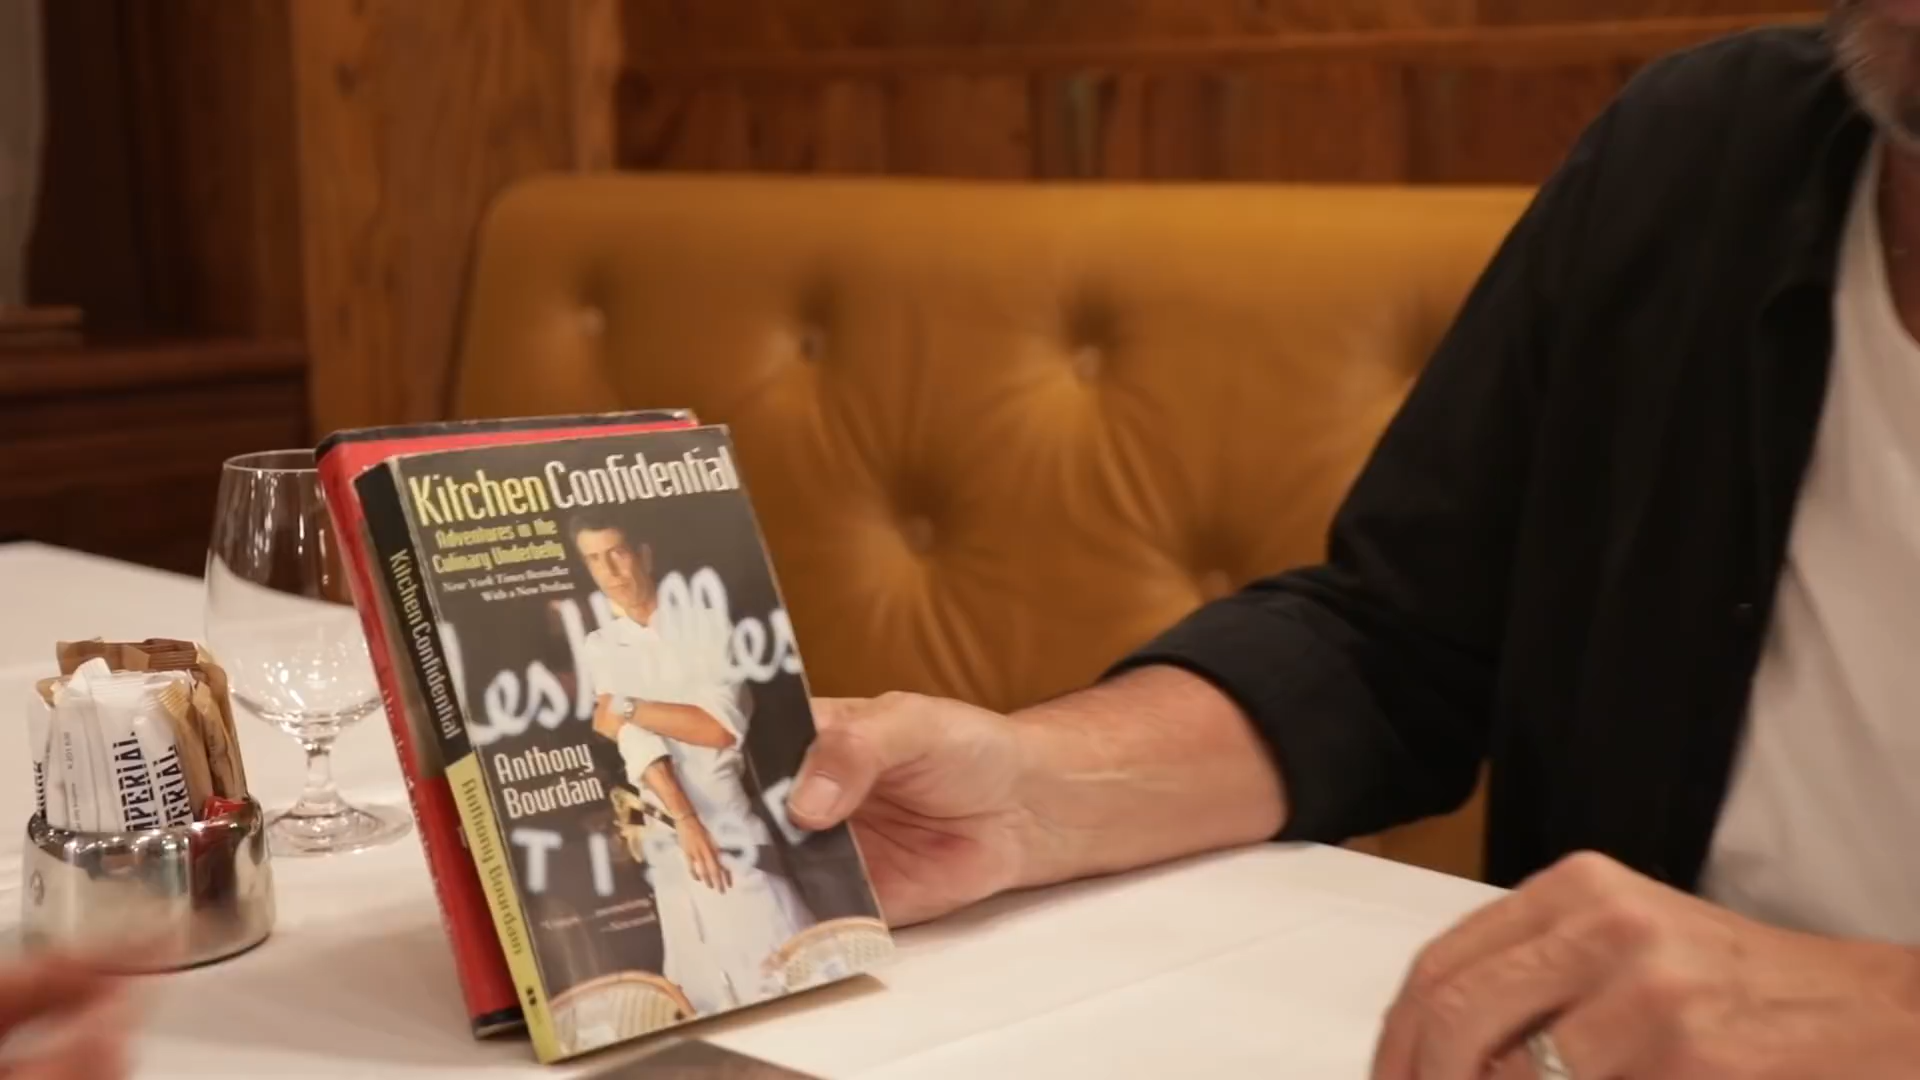 Kitchen Confidential
Adventures in the
Culinary Underbelly
New York Times Bestseller
With a New Preface
Les Halles
Anthony
Bourdain
Kitchen Confidential
Anthony Bourdain
IMPERIAL
IMPERIAL